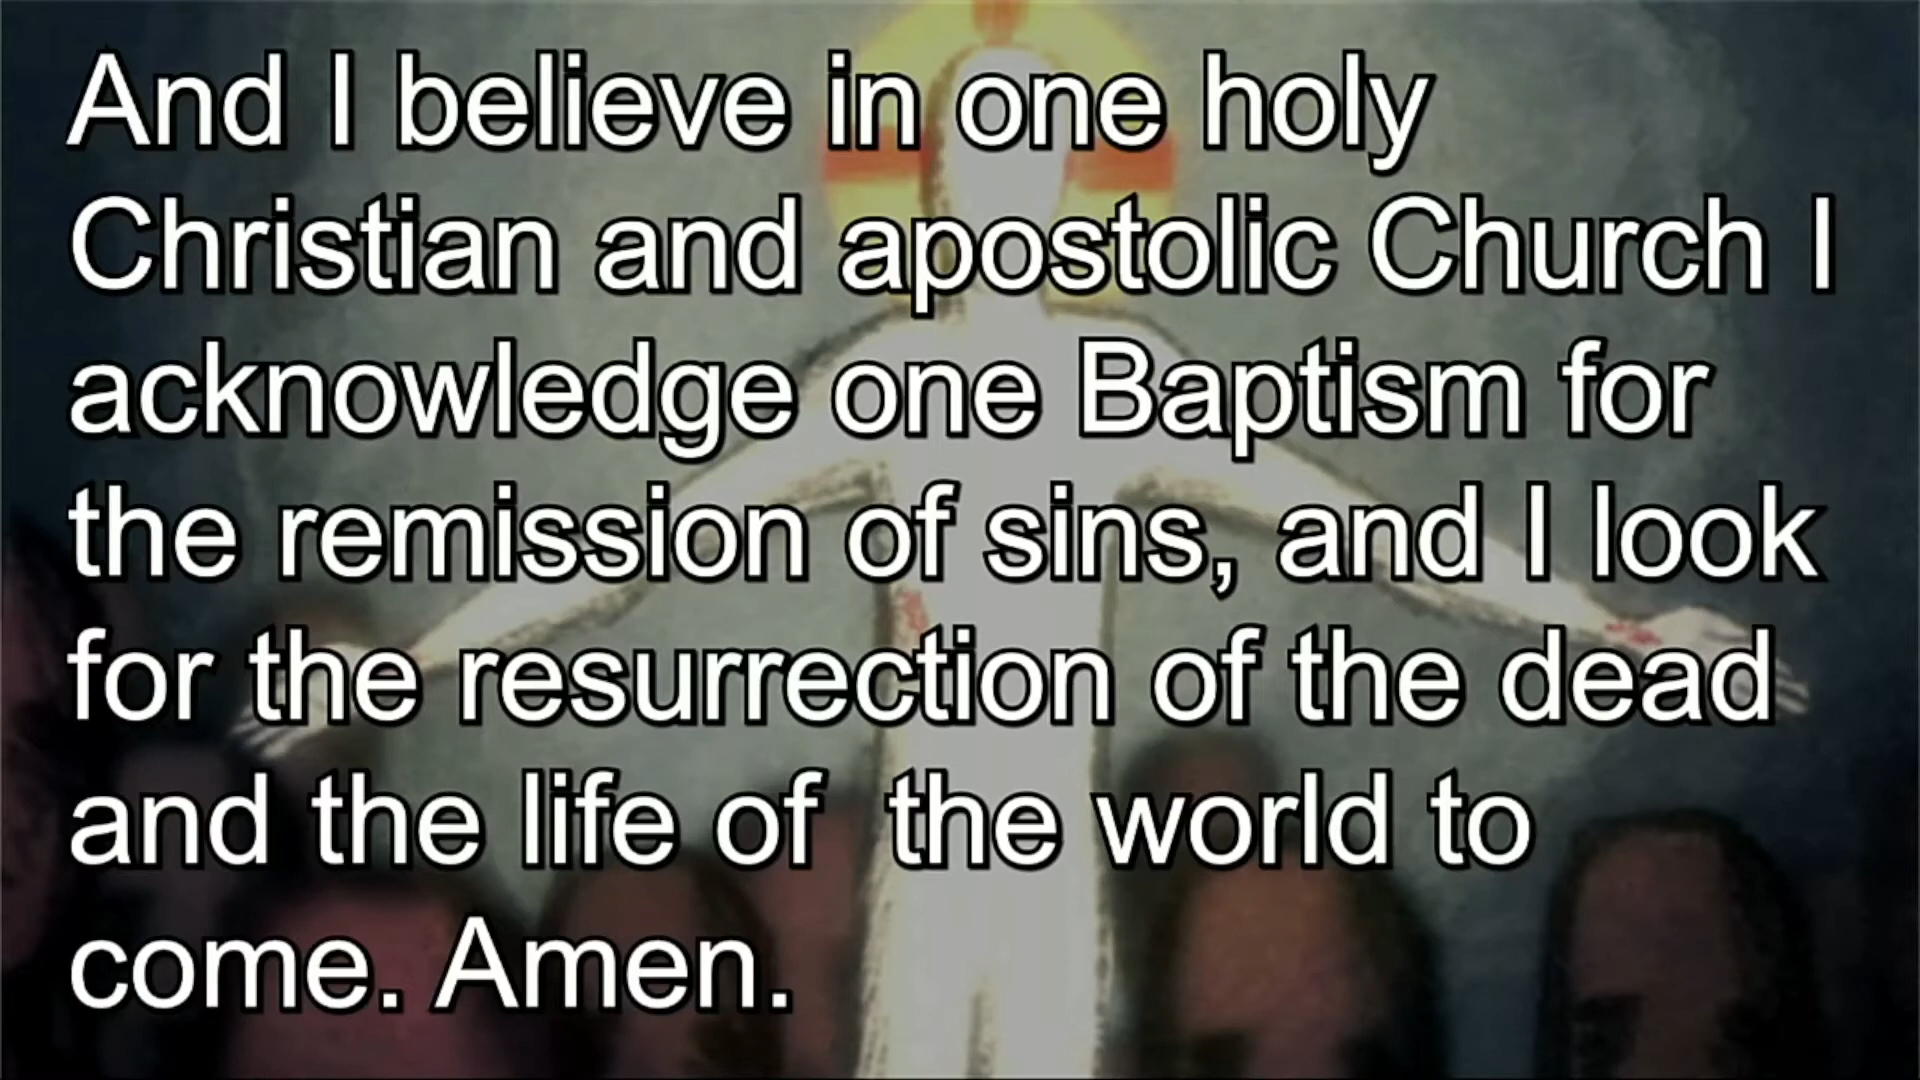 And I believe in one holy
Christian and apostolic Church I
acknowledge one Baptism for
the remission of sins, and I look
for the resurrection of the dead
and the life of  the world to
come. Amen.